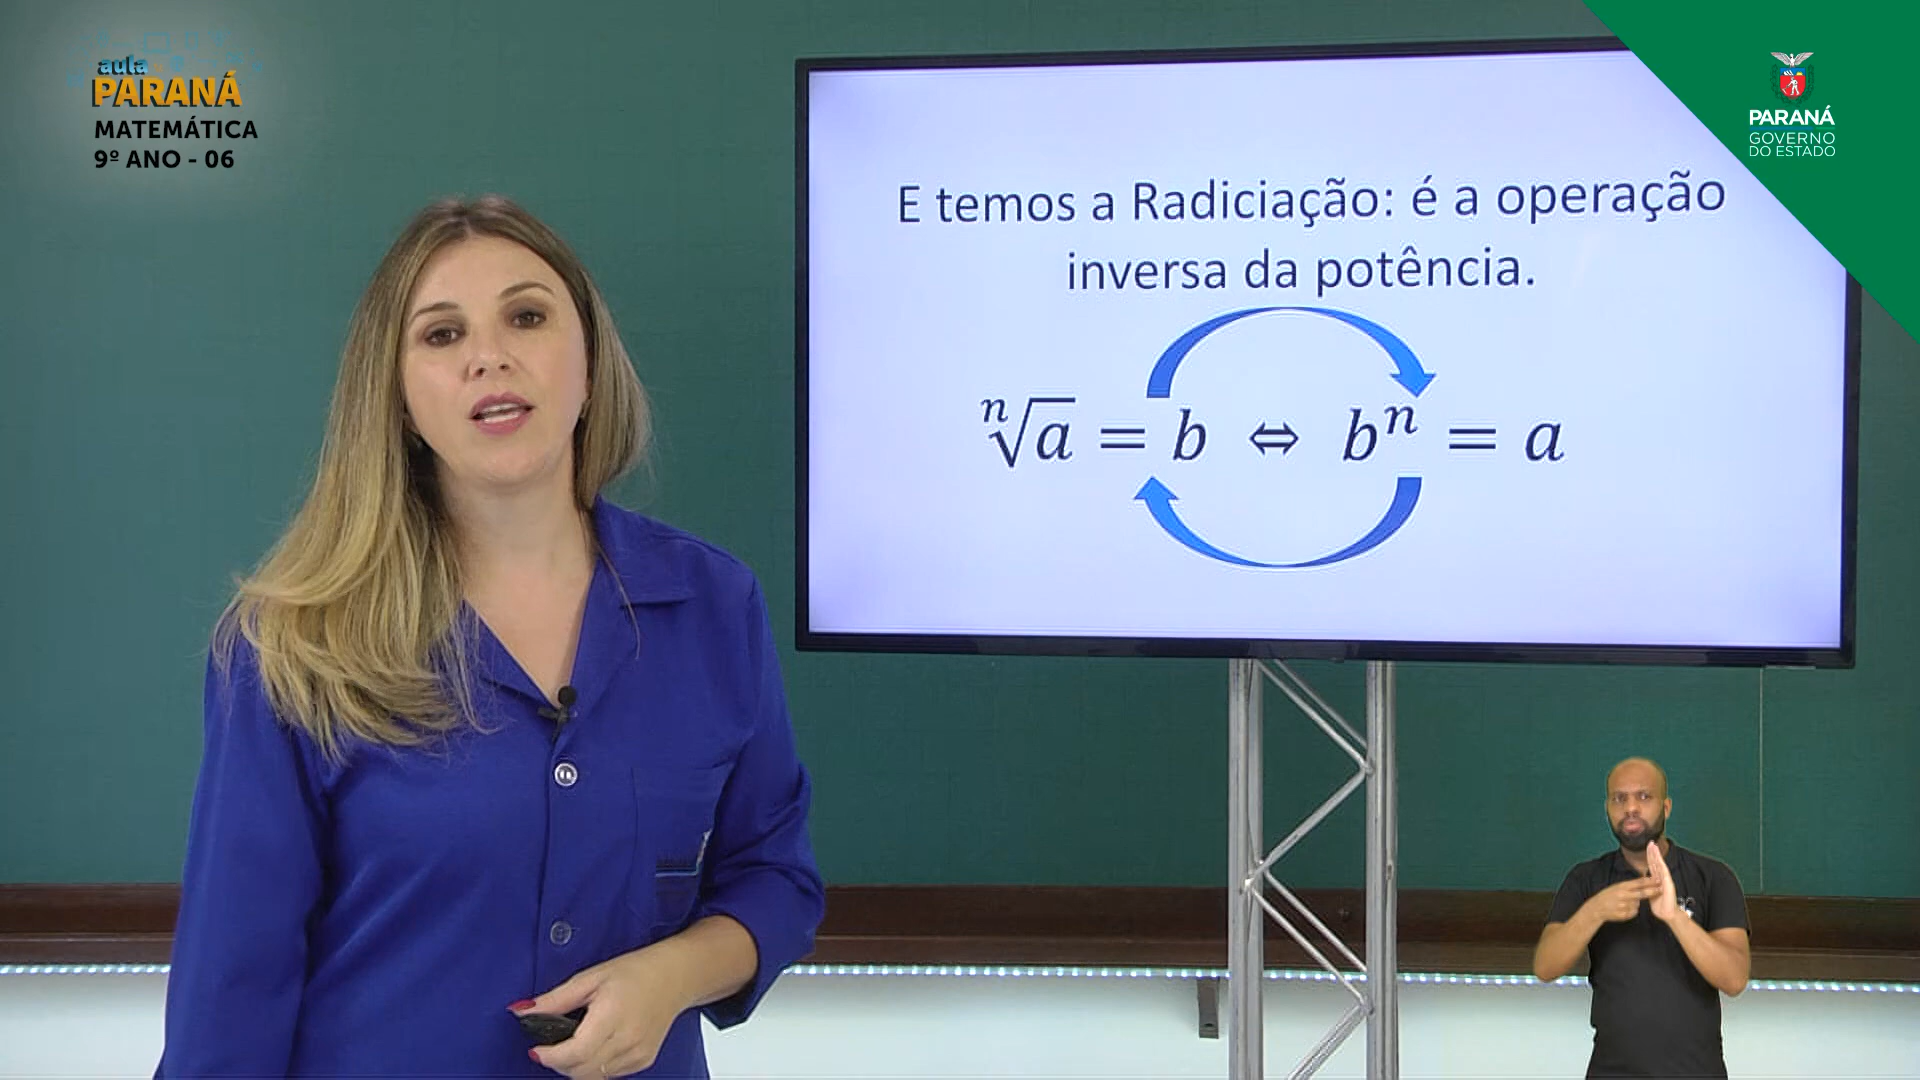 aula
PARANÁ
MATEMÁTICA
9º ANO - 06
E temos a Radiciação: é a operação
inversa da potência.
ⁿ√a = b ⇔ bⁿ = a
PARANÁ
GOVERNO
DO ESTADO